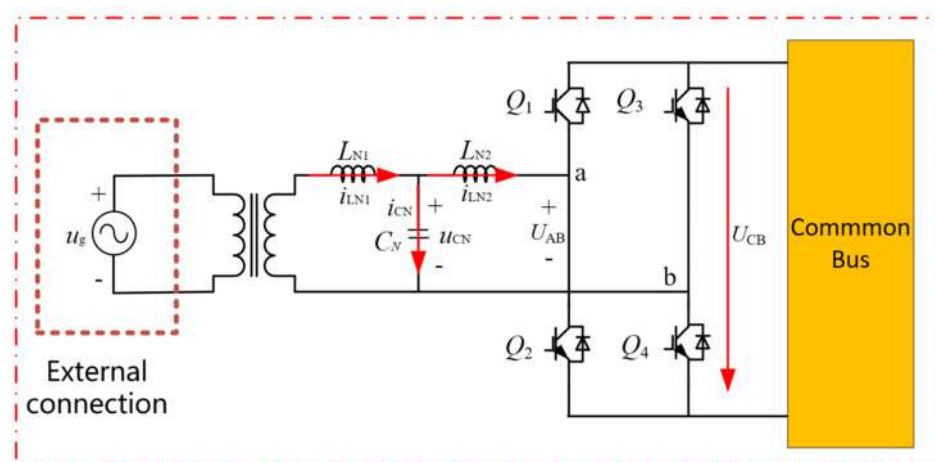 Q1
Q3
LN1
LN2
a
+
iLN1
iCN
+
iLN2
+
ug
CN
uCN
UAB
UCB
Commmon
Bus
-
-
-
b
Q2
Q4
External
connection